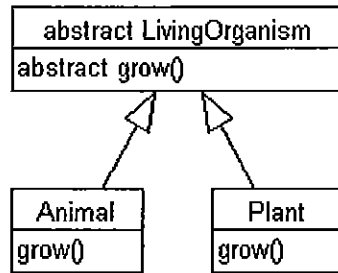 abstract LivingOrganism
abstract grow()
Animal
grow()
Plant
grow()